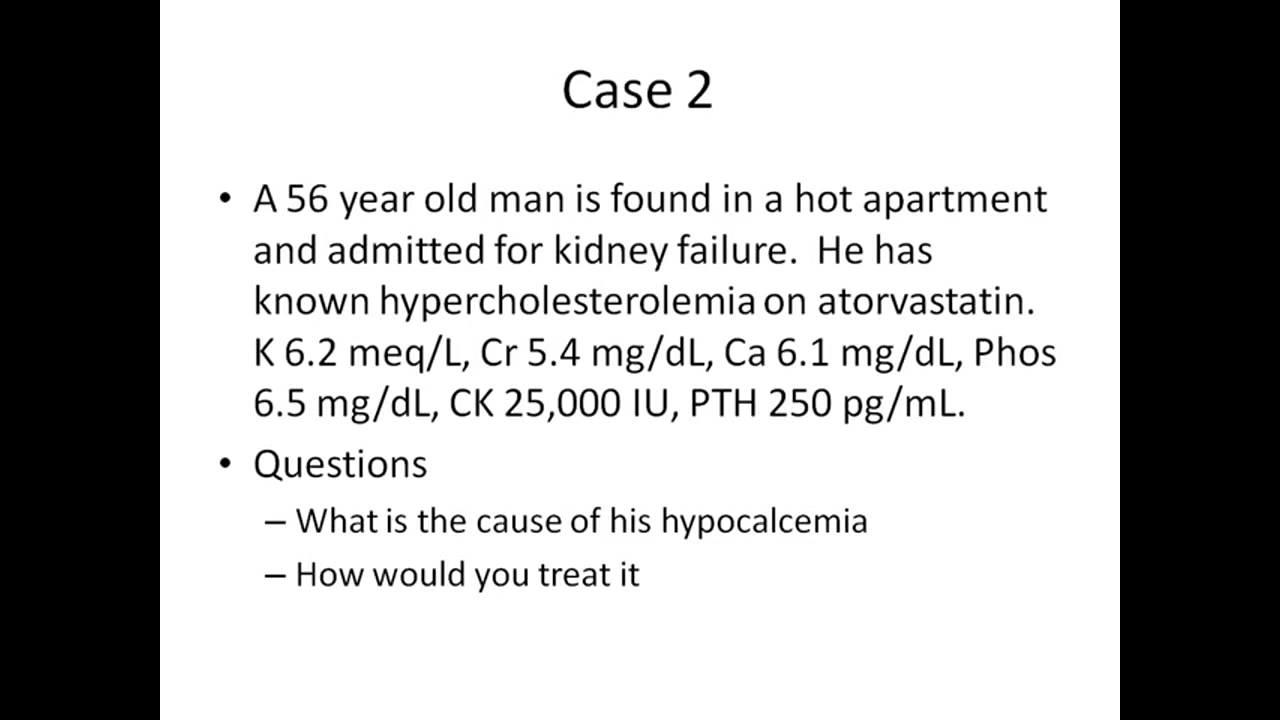 Case 2
• A 56 year old man is found in a hot apartment
and admitted for kidney failure. He has
known hypercholesterolemia on atorvastatin.
K 6.2 meq/L, Cr 5.4 mg/dL, Ca 6.1 mg/dL, Phos
6.5 mg/dL, CK 25,000 IU, PTH 250 pg/mL.
• Questions
– What is the cause of his hypocalcemia
– How would you treat it